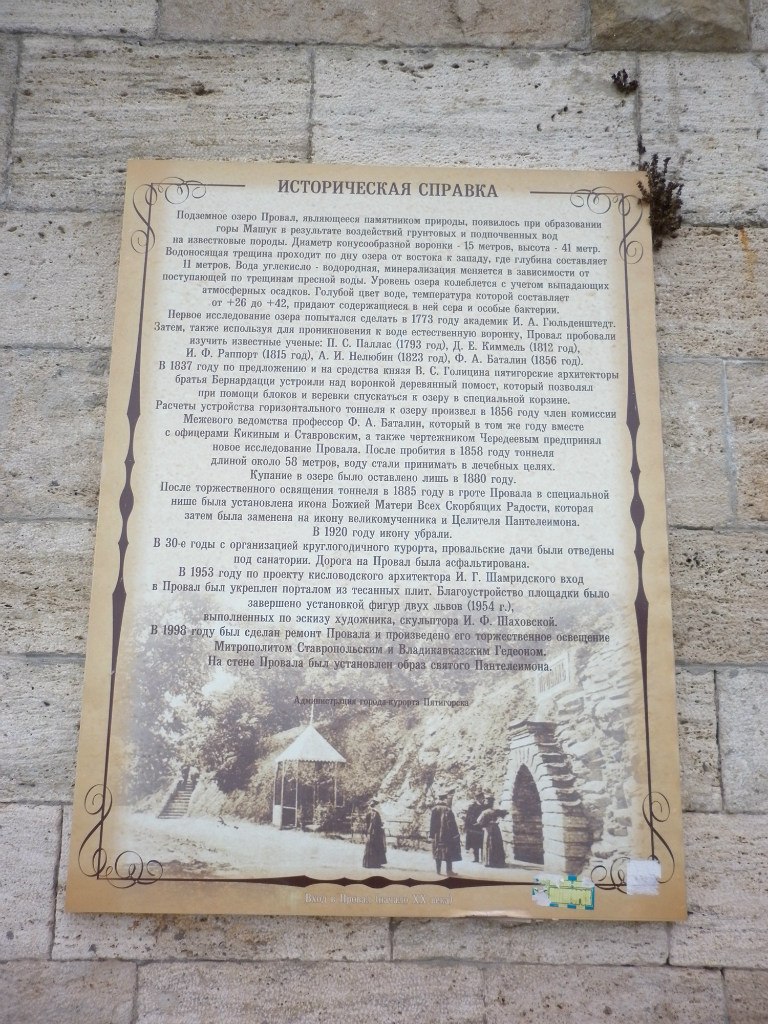 ИСТОРИЧЕСКАЯ СПРАВКА
Подземное озеро Провал, являющееся памятником природы, появилось при образовании
горы Машук в результате воздействий грунтовых и подпочвенных вод
на известковые породы. Диаметр конусообразной воронки - 15 метров, высота - 41 метр.
Водоносящая трещина проходит по дну озера от востока к западу, где глубина составляет
11 метров. Вода углекисло - водородная, минерализация меняется в зависимости от
поступающей по трещинам пресной воды. Уровень озера колеблется с учетом выпадающих
атмосферных осадков. Голубой цвет воде, температура которой составляет
от +26 до +42, придают содержащиеся в ней сера и особые бактерии.
Первое исследование озера попытался сделать в 1773 году академик И. А. Гюльденштедт.
Затем, также используя для проникновения к воде естественную воронку, Провал пробовали
изучить известные ученые: П. С. Паллас (1793 год), Д. Е. Киммель (1812 год),
И. Ф. Раппорт (1815 год), А. И. Нелюбин (1823 год), Ф. А. Баталин (1856 год).
В 1837 году по предложению и на средства князя В. С. Голицина пятигорские архитекторы
братья Бернардацци устроили над воронкой деревянный помост, который позволял
при помощи блоков и веревки спускаться к озеру в специальной корзине.
Расчеты устройства горизонтального тоннеля к озеру произвел в 1856 году член комиссии
Межевого ведомства профессор Ф. А. Баталин, который в том же году вместе
с офицерами Кикиным и Ставровским, а также чертежником Чередеевым предпринял
новое исследование Провала. После пробития в 1858 году тоннеля
длиной около 58 метров, воду стали принимать в лечебных целях.
Купание в озере было оставлено лишь в 1880 году.
После торжественного освящения тоннеля в 1885 году в гроте Провала в специальной
нише была установлена икона Божией Матери Всех Скорбящих Радости, которая
затем была заменена на икону великомученника и Целителя Пантелеимона.
В 1920 году икону убрали.
В 30-е годы с организацией круглогодичного курорта, провальские дачи были отведены
под санатории. Дорога на Провал была асфальтирована.
В 1953 году по проекту кисловодского архитектора И. Г. Шамридского вход
в Провал был укреплен порталом из тесанных плит. Благоустройство площадки было
завершено установкой фигур двух львов (1954 г.),
выполненных по эскизу художника, скульптора И. Ф. Шаховской.
В 1998 году был сделан ремонт Провала и произведено его торжественное освящение
Митрополитом Ставропольским и Владикавказским Гедеоном.
На стене Провала был установлен образ святого Пантелеимона.
Администрация города-курорта Пятигорска
Вход в Провал (начало XX века)